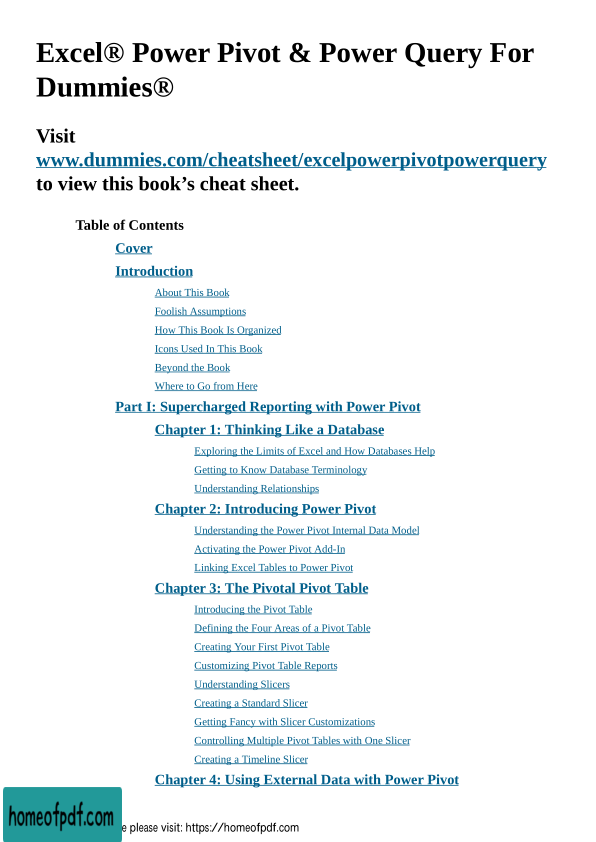 Excel® Power Pivot & Power Query For
Dummies®
Visit
www.dummies.com/cheatsheet/excelpowerpivotpowerquery
to view this book’s cheat sheet.
Table of Contents
Cover
Introduction
About This Book
Foolish Assumptions
How This Book Is Organized
Icons Used In This Book
Beyond the Book
Where to Go from Here
Part I: Supercharged Reporting with Power Pivot
Chapter 1: Thinking Like a Database
Exploring the Limits of Excel and How Databases Help
Getting to Know Database Terminology
Understanding Relationships
Chapter 2: Introducing Power Pivot
Understanding the Power Pivot Internal Data Model
Activating the Power Pivot Add-In
Linking Excel Tables to Power Pivot
Chapter 3: The Pivotal Pivot Table
Introducing the Pivot Table
Defining the Four Areas of a Pivot Table
Creating Your First Pivot Table
Customizing Pivot Table Reports
Understanding Slicers
Creating a Standard Slicer
Getting Fancy with Slicer Customizations
Controlling Multiple Pivot Tables with One Slicer
Creating a Timeline Slicer
Chapter 4: Using External Data with Power Pivot
homeofpdf.com
e please visit: https://homeofpdf.com